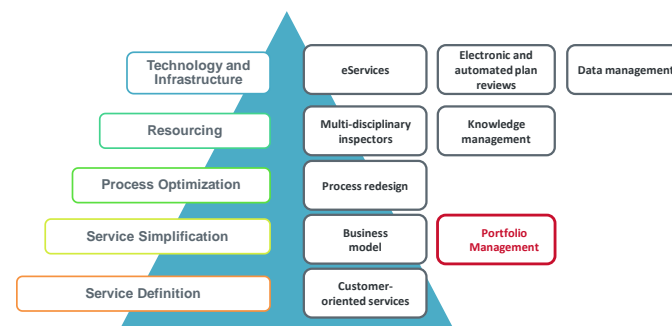 Technology and
Infrastructure
eServices
Electronic and
automated plan
reviews
Data management
Resourcing
Multi-disciplinary
inspectors
Knowledge
management
Process Optimization
Process redesign
Service Simplification
Business
model
Portfolio
Management
Service Definition
Customer-
oriented services